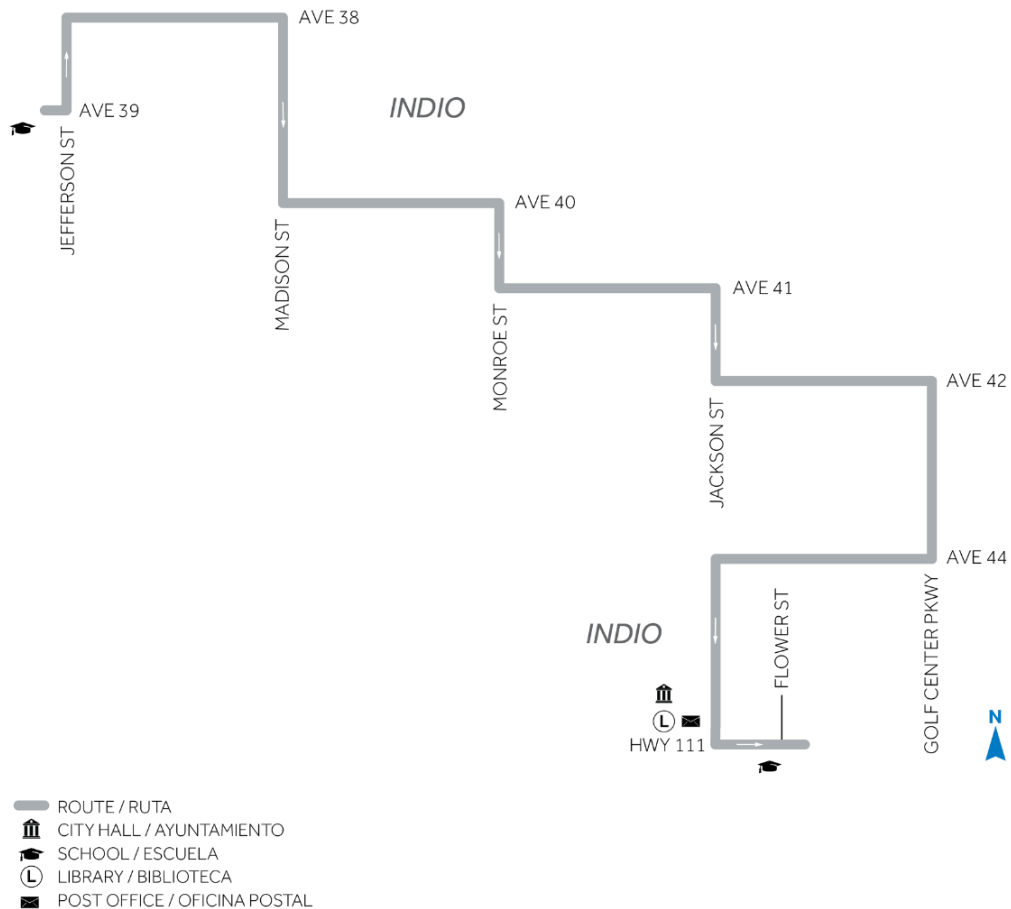 AVE 38
INDIO
AVE 39
JEFFERSON ST
AVE 40
MADISON ST
AVE 41
MONROE ST
AVE 42
JACKSON ST
AVE 44
GOLF CENTER PKWY
FLOWER ST
INDIO
L
HWY 111
N
ROUTE / RUTA
CITY HALL / AYUNTAMIENTO
SCHOOL / ESCUELA
L LIBRARY / BIBLIOTECA
POST OFFICE / OFICINA POSTAL